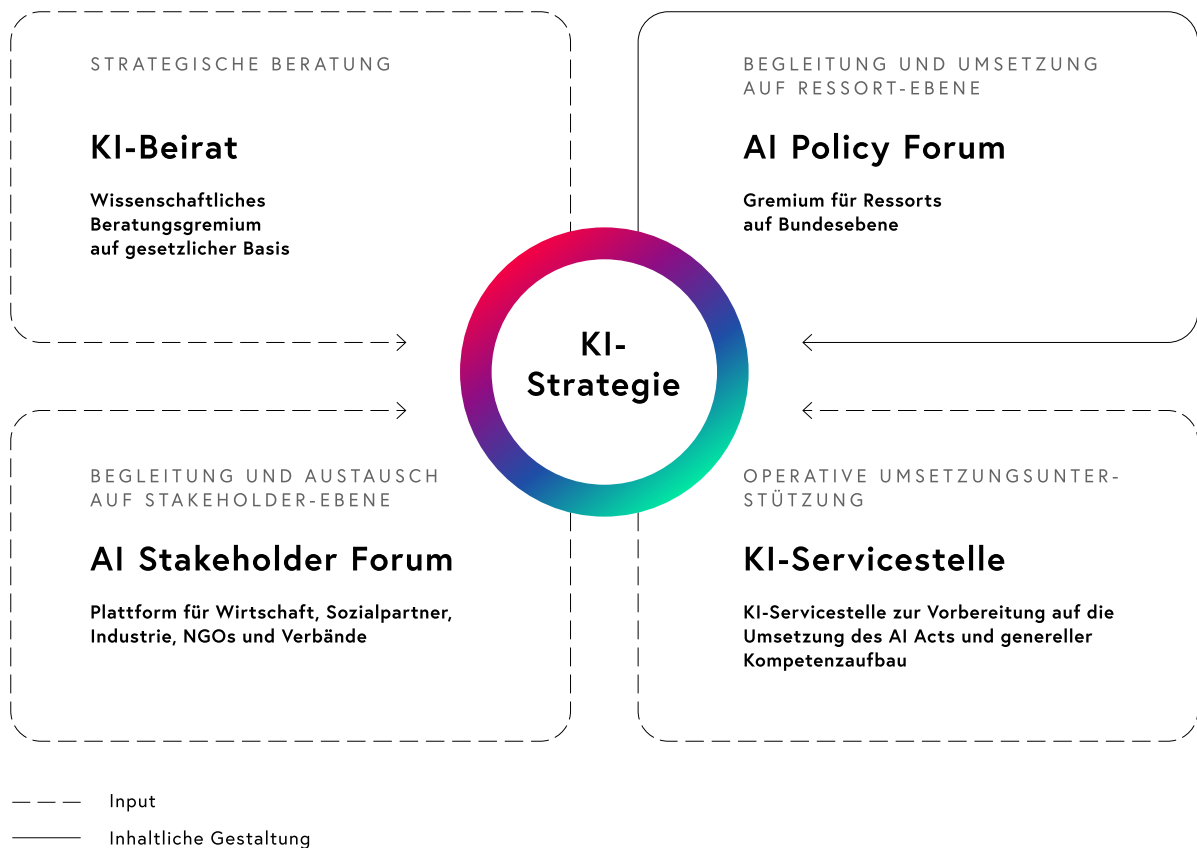 STRATEGISCHE BERATUNG
KI-Beirat
Wissenschaftliches
Beratungsgremium
auf gesetzlicher Basis
BEGLEITUNG UND UMSETZUNG
AUF RESSORT-EBENE
AI Policy Forum
Gremium für Ressorts
auf Bundesebene
KI-
Strategie
BEGLEITUNG UND AUSTAUSCH
AUF STAKEHOLDER-EBENE
AI Stakeholder Forum
Plattform für Wirtschaft, Sozialpartner,
Industrie, NGOs und Verbände
OPERATIVE UMSETZUNGSUNTER-
STÜTZUNG
KI-Servicestelle
KI-Servicestelle zur Vorbereitung auf die
Umsetzung des AI Acts und genereller
Kompetenzaufbau
Input
Inhaltliche Gestaltung